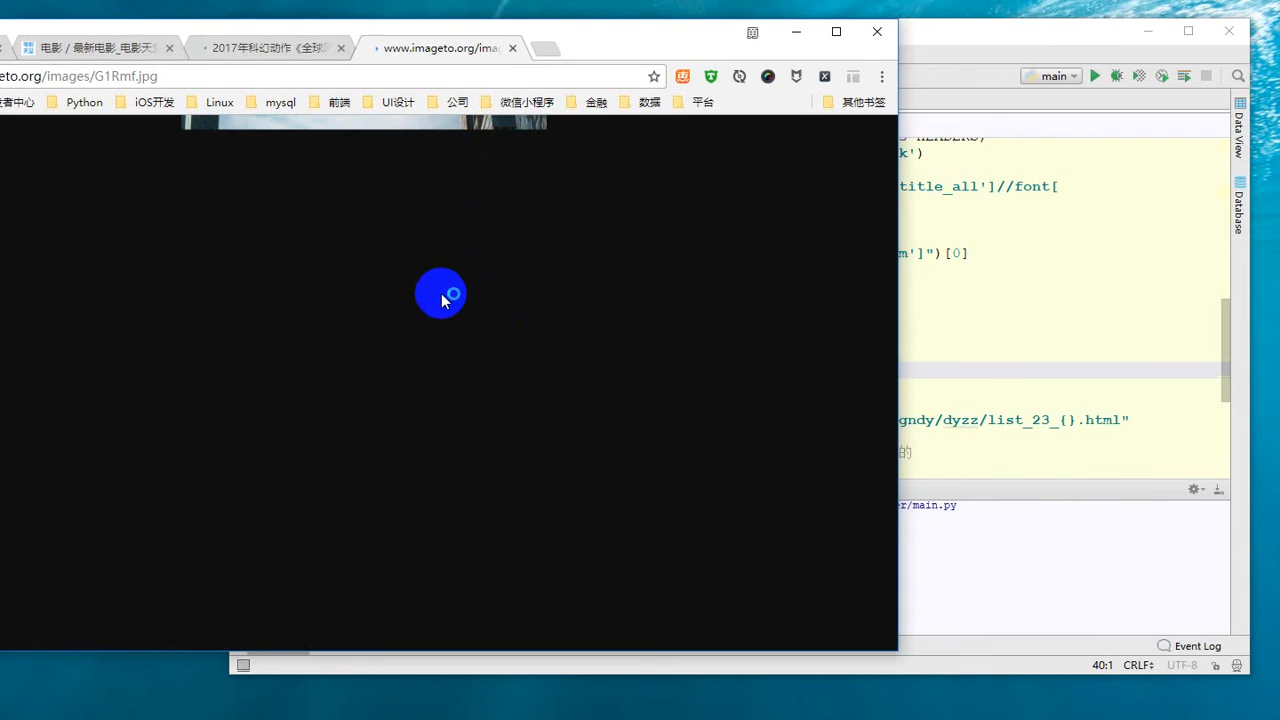 电影 / 最新电影_电影天
2017年科幻动作《全球
www.imageto.org/ima
eto.org/images/G1Rmf.jpg
者中心 Python iOS开发 Linux mysql 前端 UI设计 公司 微信小程序 金融 数据 平台 其他书签
main
k')
title_all']//font[
m']")[0]
gndy/dyzz/list_23_{}.html"
的
er/main.py
Data View
Database
Event Log
40:1 CRLF UTF-8